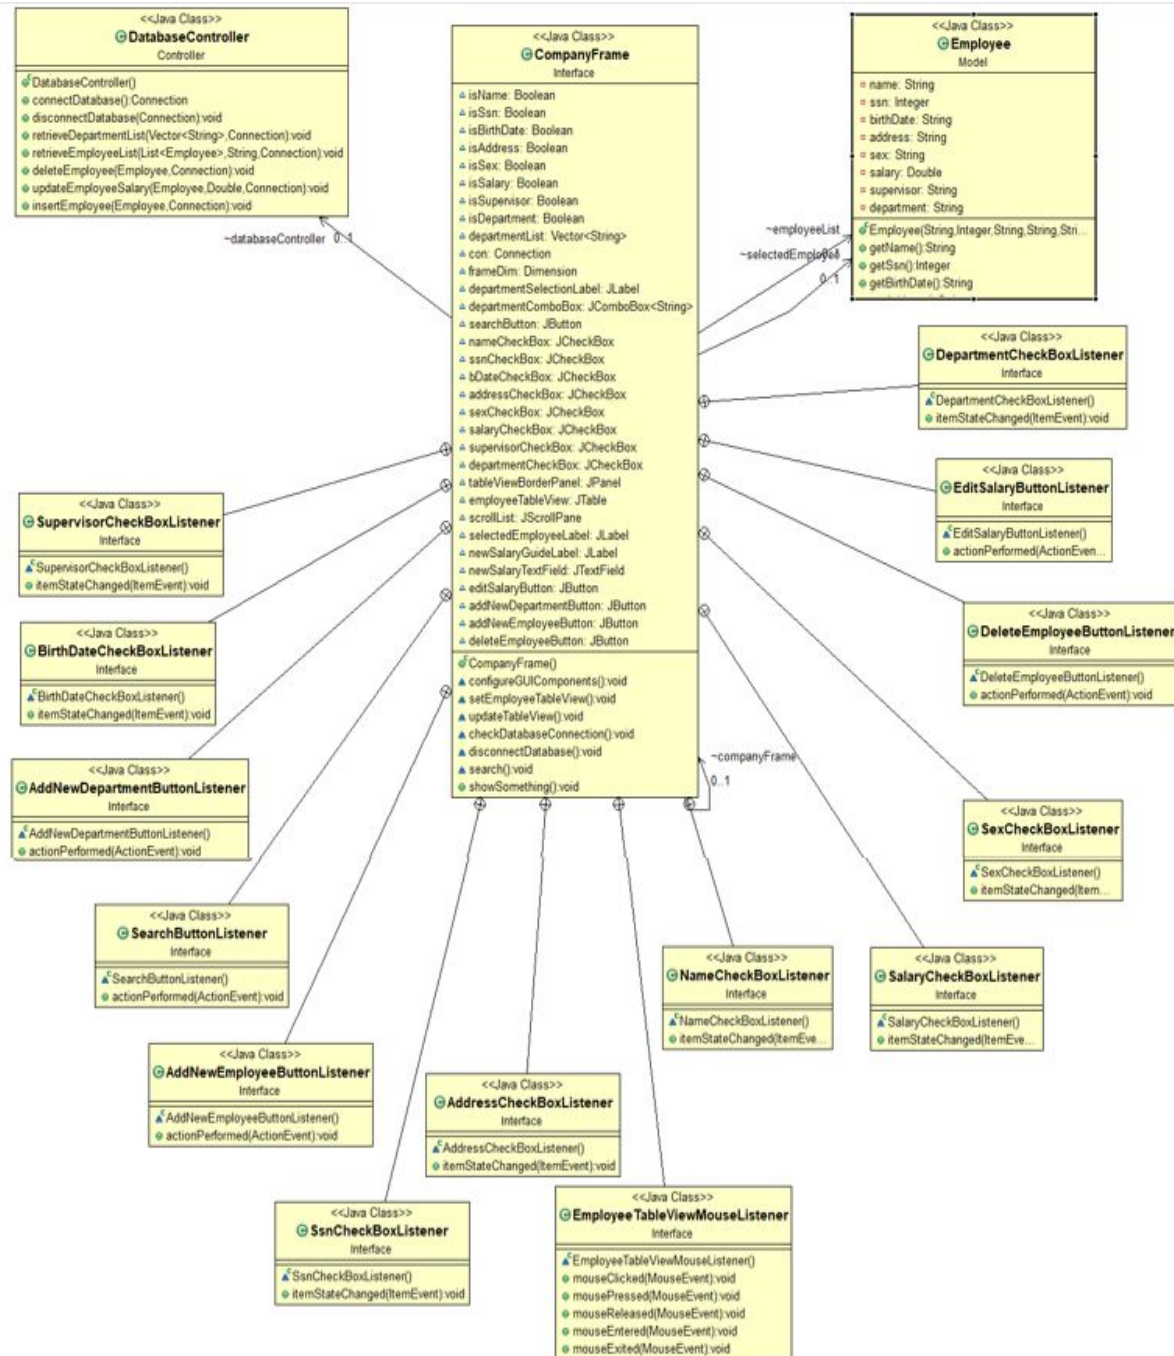 <<Java Class>>
DatabaseController
Controller
DatabaseController()
connectDatabase():Connection
disconnectDatabase(Connection):void
retrieveDepartmentList(Vector<String>,Connection):void
retrieveEmployeeList(List<Employee>,String,Connection):void
deleteEmployee(Employee,Connection):void
updateEmployeeSalary(Employee,Double,Connection):void
insertEmployee(Employee,Connection):void
~databaseController 0..1
<<Java Class>>
CompanyFrame
Interface
isName: Boolean
isSsn: Boolean
isBirthDate: Boolean
isAddress: Boolean
isSex: Boolean
isSalary: Boolean
isSupervisor: Boolean
isDepartment: Boolean
departmentList: Vector<String>
con: Connection
frameDim: Dimension
departmentSelectionLabel: JLabel
departmentComboBox: JComboBox<String>
searchButton: JButton
nameCheckBox: JCheckBox
ssnCheckBox: JCheckBox
bDateCheckBox: JCheckBox
addressCheckBox: JCheckBox
sexCheckBox: JCheckBox
salaryCheckBox: JCheckBox
supervisorCheckBox: JCheckBox
departmentCheckBox: JCheckBox
tableViewBorderPanel: JPanel
employeeTableView: JTable
scrollList: JScrollPane
selectedEmployeeLabel: JLabel
newSalaryGuideLabel: JLabel
newSalaryTextField: JTextField
editSalaryButton: JButton
addNewDepartmentButton: JButton
addNewEmployeeButton: JButton
deleteEmployeeButton: JButton
CompanyFrame()
configureGUIComponents():void
setEmployeeTableView():void
updateTableView():void
checkDatabaseConnection():void
disconnectDatabase():void
search():void
showSomething():void
~companyFrame
0..1
<<Java Class>>
Employee
Model
name: String
ssn: Integer
birthDate: String
address: String
sex: String
salary: Double
supervisor: String
department: String
Employee(String,Integer,String,String,Stri...
getName():String
getSsn():Integer
getBirthDate():String
~employeeList
~selectedEmployee
0..1
<<Java Class>>
DepartmentCheckBoxListener
Interface
DepartmentCheckBoxListener()
itemStateChanged(ItemEvent):void
<<Java Class>>
EditSalaryButtonListener
Interface
EditSalaryButtonListener()
actionPerformed(ActionEven...
<<Java Class>>
SupervisorCheckBoxListener
Interface
SupervisorCheckBoxListener()
itemStateChanged(ItemEvent):void
<<Java Class>>
DeleteEmployeeButtonListener
Interface
DeleteEmployeeButtonListener()
actionPerformed(ActionEvent):void
<<Java Class>>
BirthDateCheckBoxListener
Interface
BirthDateCheckBoxListener()
itemStateChanged(ItemEvent):void
<<Java Class>>
AddNewDepartmentButtonListener
Interface
AddNewDepartmentButtonListener()
actionPerformed(ActionEvent):void
<<Java Class>>
SexCheckBoxListener
Interface
SexCheckBoxListener()
itemStateChanged(Item...
<<Java Class>>
SearchButtonListener
Interface
SearchButtonListener()
actionPerformed(ActionEvent):void
<<Java Class>>
NameCheckBoxListener
Interface
NameCheckBoxListener()
itemStateChanged(ItemEve...
<<Java Class>>
SalaryCheckBoxListener
Interface
SalaryCheckBoxListener()
itemStateChanged(ItemEve...
<<Java Class>>
AddNewEmployeeButtonListener
Interface
AddNewEmployeeButtonListener()
actionPerformed(ActionEvent):void
<<Java Class>>
AddressCheckBoxListener
Interface
AddressCheckBoxListener()
itemStateChanged(ItemEvent):void
<<Java Class>>
SsnCheckBoxListener
Interface
SsnCheckBoxListener()
itemStateChanged(ItemEvent):void
<<Java Class>>
EmployeeTableViewMouseListener
Interface
EmployeeTableViewMouseListener()
mouseClicked(MouseEvent):void
mousePressed(MouseEvent):void
mouseReleased(MouseEvent):void
mouseEntered(MouseEvent):void
mouseExited(MouseEvent):void